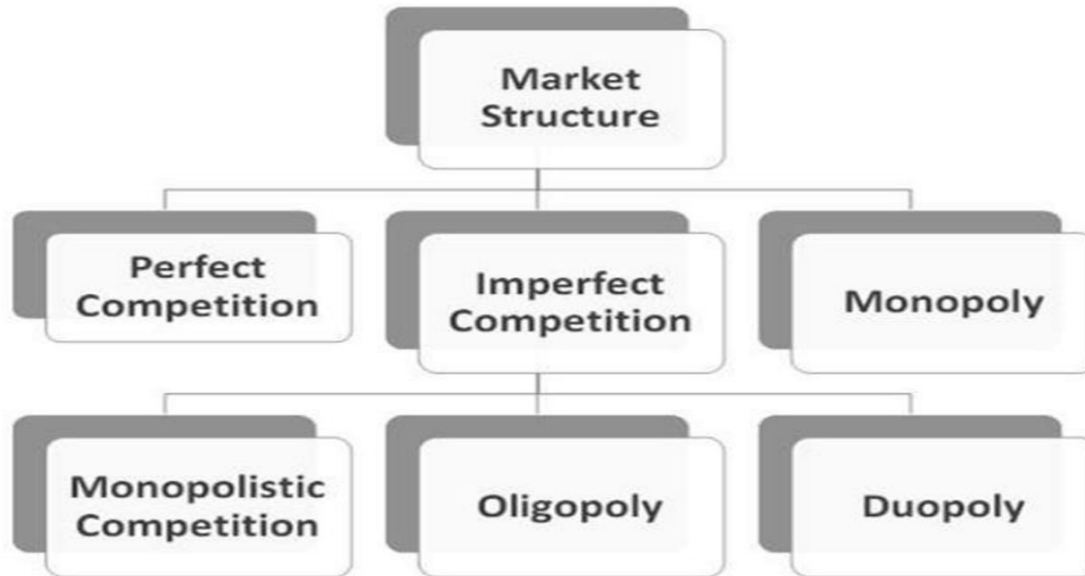 Market
Structure
Perfect
Competition
Imperfect
Competition
Monopoly
Monopolistic
Competition
Oligopoly
Duopoly